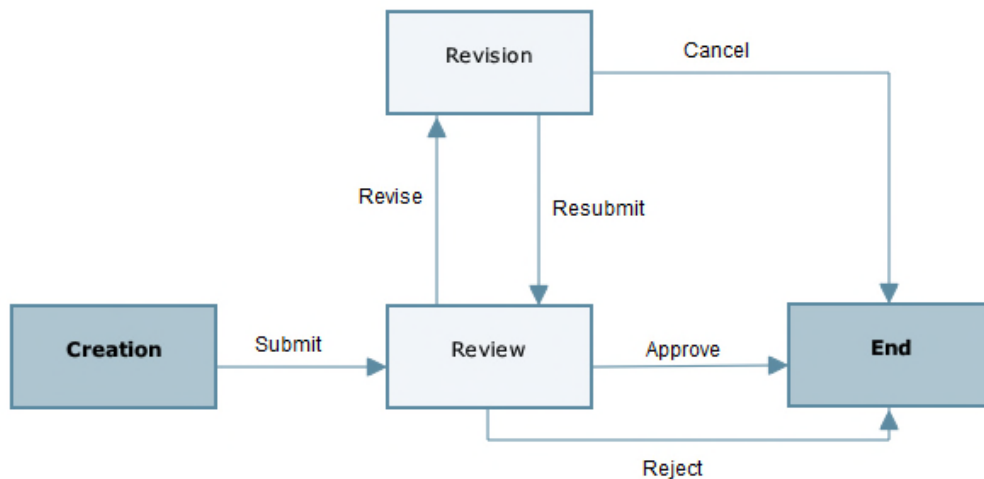 Revision
Cancel
Revise
Resubmit
Creation
Submit
Review
Approve
End
Reject